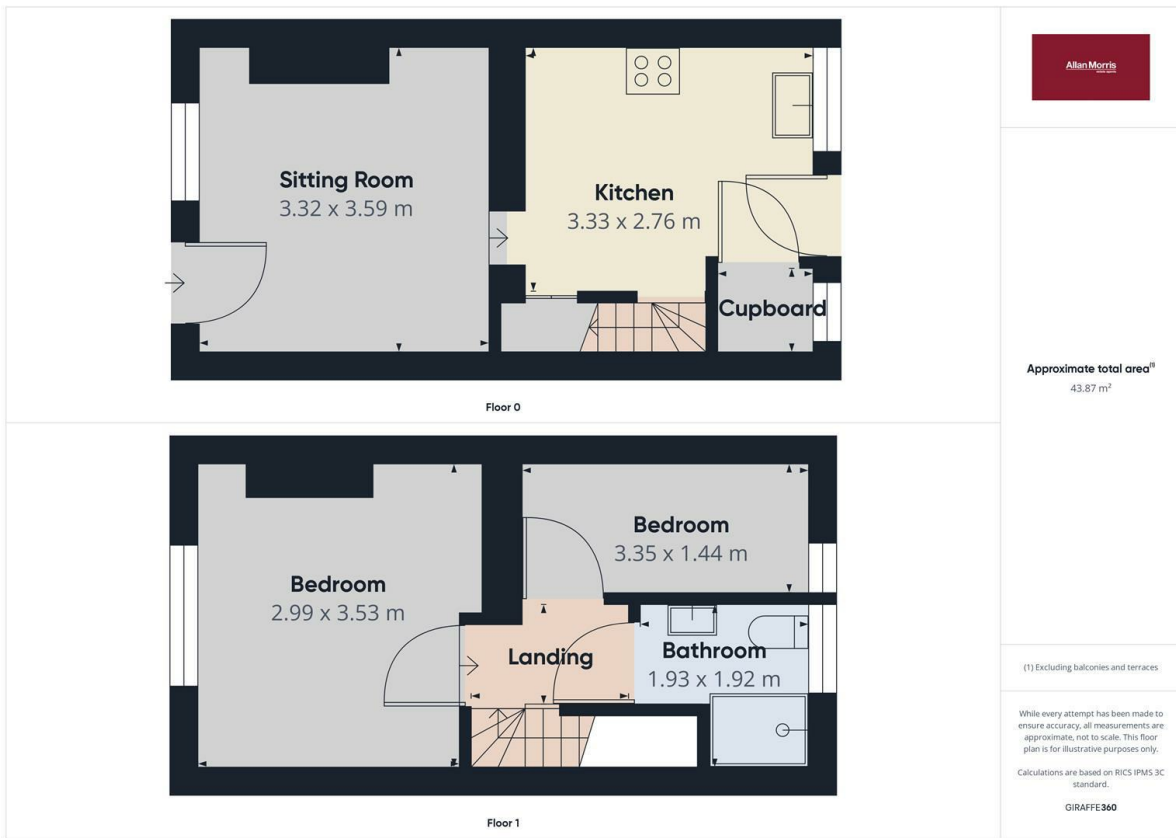 Sitting Room
3.32 x 3.59 m
Kitchen
3.33 x 2.76 m
Cupboard
Floor 0
Bedroom
2.99 x 3.53 m
Bedroom
3.35 x 1.44 m
Landing
Bathroom
1.93 x 1.92 m
Floor 1
Allan Morris
Approximate total area(1)
43.87 m²
(1) Excluding balconies and terraces
While every attempt has been made to
ensure accuracy, all measurements are
approximate, not to scale. This floor
plan is for illustrative purposes only.
Calculations are based on RICS IPMS 3C
standard.
GIRAFFE360